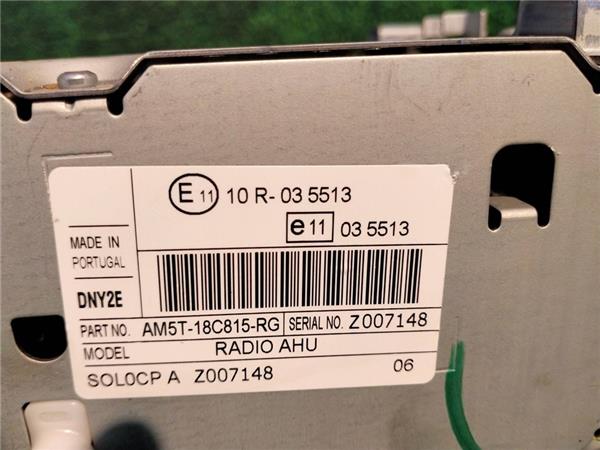 E 11 10 R- 03 5513
e 11 03 5513
MADE IN
PORTUGAL
DNY2E
PART NO. AM5T-18C815-RG SERIAL NO. Z007148
MODEL RADIO AHU
SOL0CP A Z007148 06